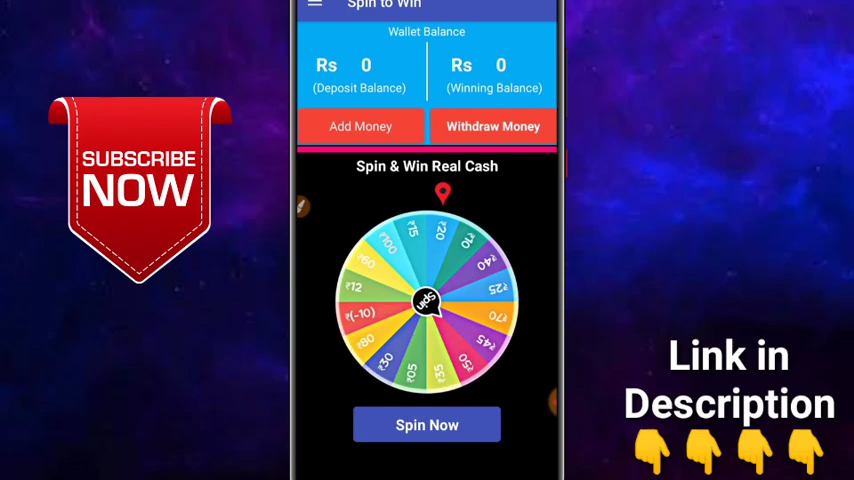 Spin to Win
Wallet Balance
Rs 0
Rs 0
(Deposit Balance)
(Winning Balance)
Add Money
Withdraw Money
SUBSCRIBE
NOW
Spin & Win Real Cash
₹20
₹10
₹40
₹25
₹70
₹45
₹50
₹35
₹05
₹30
₹80
₹(-10)
₹12
₹60
₹100
₹15
Spin
Spin Now
Link in
Description
👇👇👇👇